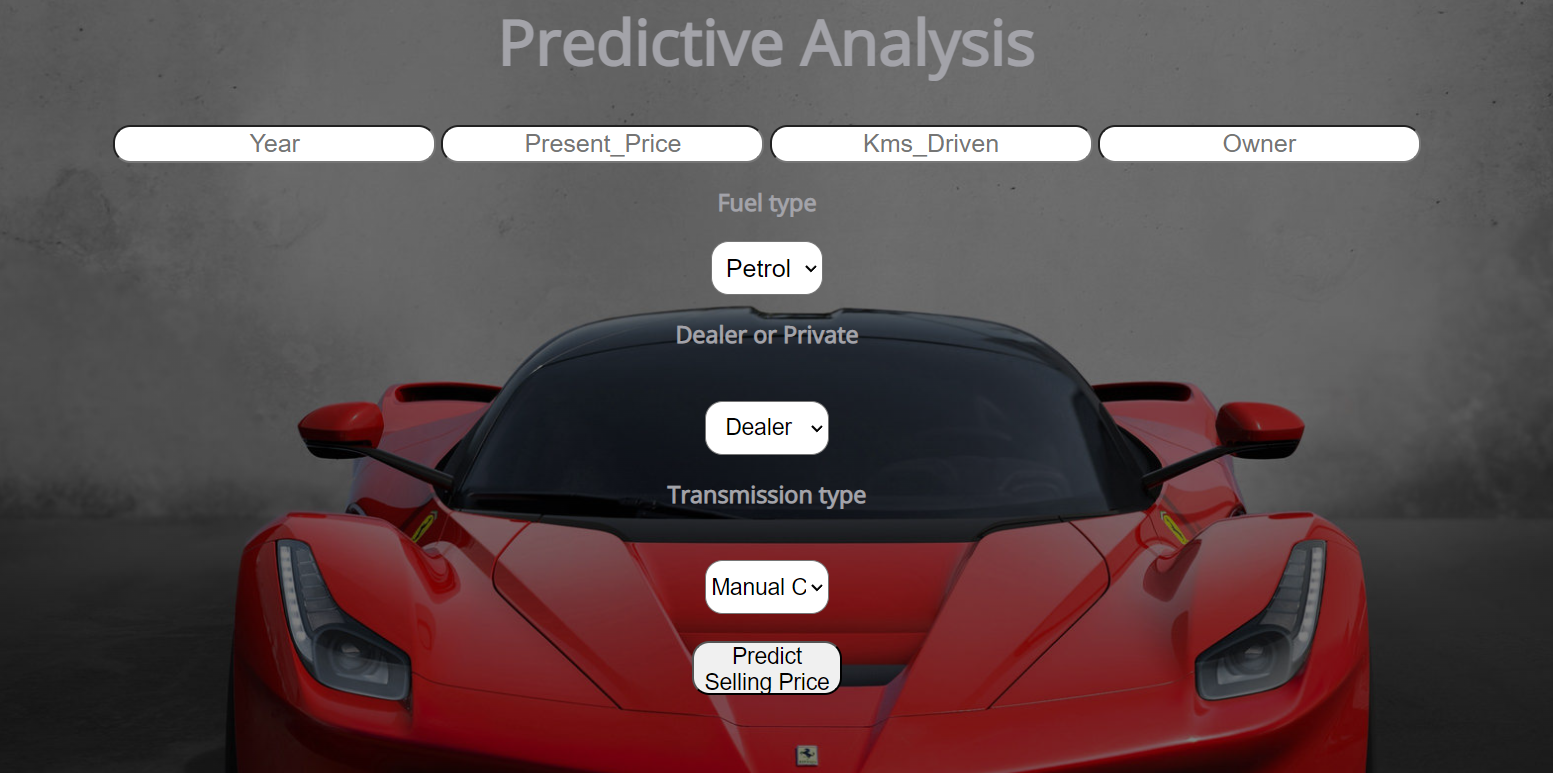 Predictive Analysis
Year Present_Price Kms_Driven Owner
Fuel type
Petrol
Dealer or Private
Dealer
Transmission type
Manual C
Predict
Selling Price